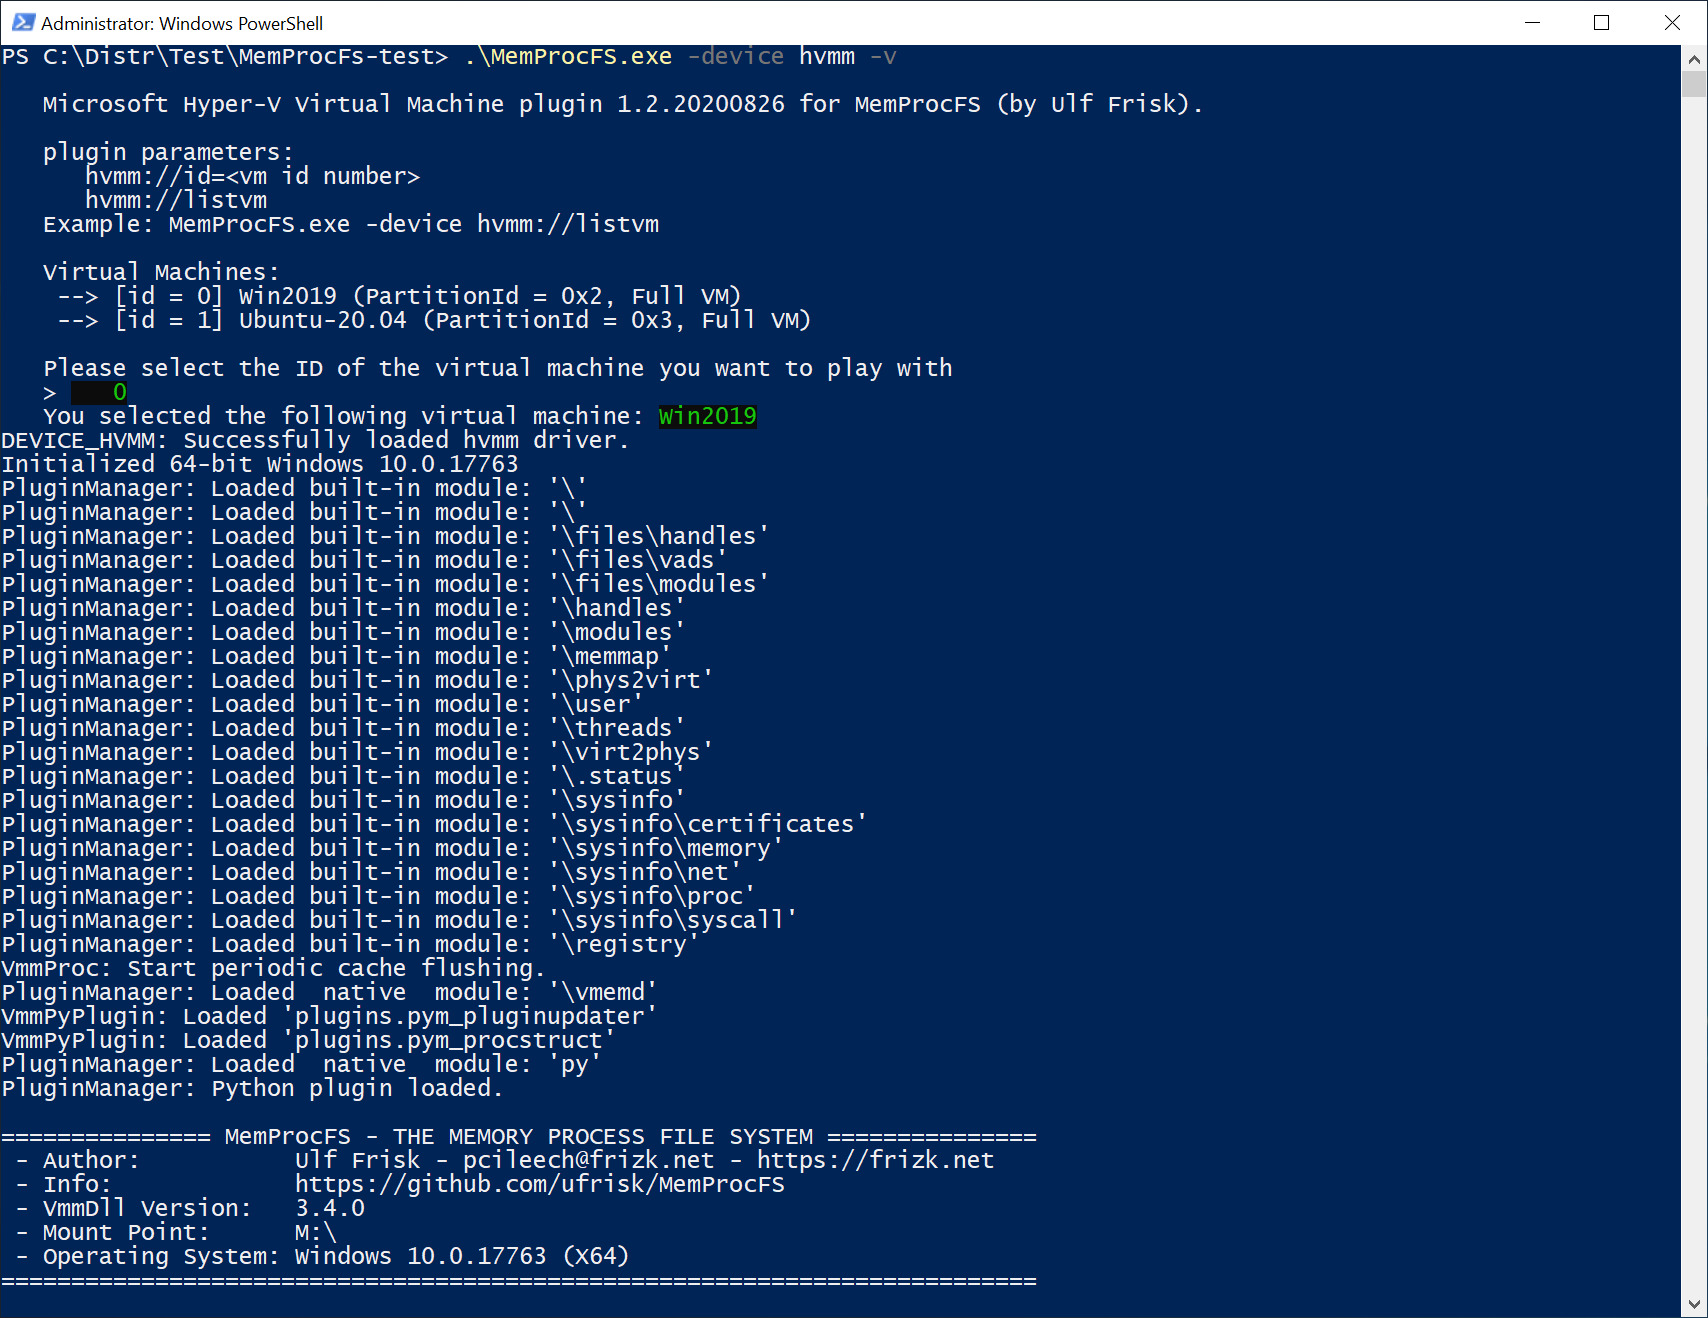 Administrator: Windows PowerShell
PS C:\Distr\Test\MemProcFs-test> .\MemProcFS.exe -device hvmm -v
Microsoft Hyper-V Virtual Machine plugin 1.2.20200826 for MemProcFS (by Ulf Frisk).
plugin parameters:
hvmm://id=<vm id number>
hvmm://listvm
Example: MemProcFS.exe -device hvmm://listvm
Virtual Machines:
--> [id = 0] Win2019 (PartitionId = 0x2, Full VM)
--> [id = 1] Ubuntu-20.04 (PartitionId = 0x3, Full VM)
Please select the ID of the virtual machine you want to play with
> 0
You selected the following virtual machine: Win2019
DEVICE_HVMM: Successfully loaded hvmm driver.
Initialized 64-bit Windows 10.0.17763
PluginManager: Loaded built-in module: '\'
PluginManager: Loaded built-in module: '\'
PluginManager: Loaded built-in module: '\files\handles'
PluginManager: Loaded built-in module: '\files\vads'
PluginManager: Loaded built-in module: '\files\modules'
PluginManager: Loaded built-in module: '\handles'
PluginManager: Loaded built-in module: '\modules'
PluginManager: Loaded built-in module: '\memmap'
PluginManager: Loaded built-in module: '\phys2virt'
PluginManager: Loaded built-in module: '\user'
PluginManager: Loaded built-in module: '\threads'
PluginManager: Loaded built-in module: '\virt2phys'
PluginManager: Loaded built-in module: '\.status'
PluginManager: Loaded built-in module: '\sysinfo'
PluginManager: Loaded built-in module: '\sysinfo\certificates'
PluginManager: Loaded built-in module: '\sysinfo\memory'
PluginManager: Loaded built-in module: '\sysinfo\net'
PluginManager: Loaded built-in module: '\sysinfo\proc'
PluginManager: Loaded built-in module: '\sysinfo\syscall'
PluginManager: Loaded built-in module: '\registry'
VmmProc: Start periodic cache flushing.
PluginManager: Loaded  native  module: '\vmemd'
VmmPyPlugin: Loaded 'plugins.pym_pluginupdater'
VmmPyPlugin: Loaded 'plugins.pym_procstruct'
PluginManager: Loaded  native  module: 'py'
PluginManager: Python plugin loaded.
=============== MemProcFS - THE MEMORY PROCESS FILE SYSTEM ===============
- Author:           Ulf Frisk - pcileech@frizk.net - https://frizk.net
- Info:             https://github.com/ufrisk/MemProcFS
- VmmDll Version:   3.4.0
- Mount Point:      M:\
- Operating System: Windows 10.0.17763 (X64)
==========================================================================